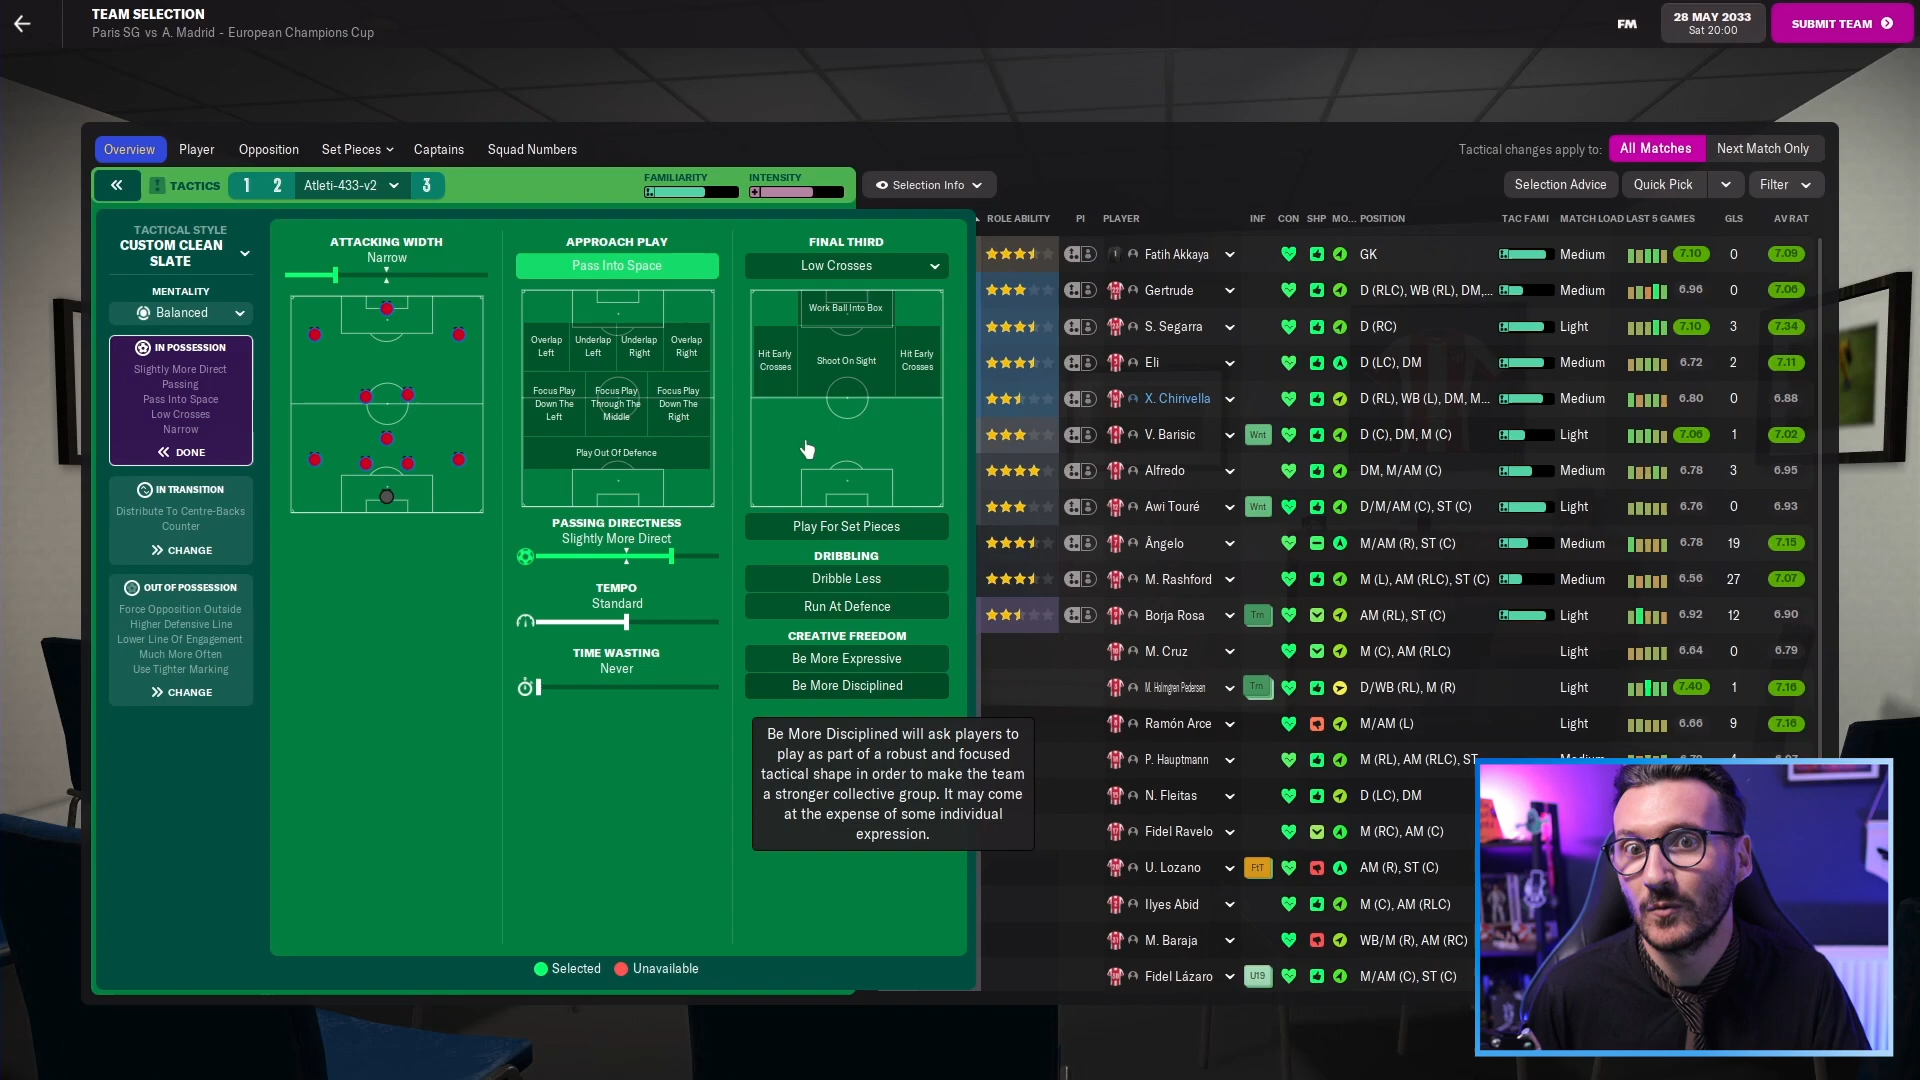 TEAM SELECTION
Paris SG vs A. Madrid - European Champions Cup
FM
28 MAY 2033
Sat 20:00
SUBMIT TEAM
Overview
Player
Opposition
Set Pieces
Captains
Squad Numbers
Tactical changes apply to:
All Matches
Next Match Only
TACTICS
1
2
Atleti-433-v2
3
FAMILIARITY
INTENSITY
Selection Info
Selection Advice
Quick Pick
Filter
TACTICAL STYLE
CUSTOM CLEAN
SLATE
MENTALITY
Balanced
IN POSSESSION
Slightly More Direct
Passing
Pass Into Space
Low Crosses
Narrow
DONE
IN TRANSITION
Distribute To Centre-Backs
Counter
CHANGE
OUT OF POSSESSION
Force Opposition Outside
Higher Defensive Line
Lower Line Of Engagement
Much More Often
Use Tighter Marking
CHANGE
ATTACKING WIDTH
Narrow
APPROACH PLAY
Pass Into Space
Overlap
Left
Underlap
Left
Underlap
Right
Overlap
Right
Focus Play
Down The
Left
Focus Play
Through The
Middle
Focus Play
Down The
Right
Play Out Of Defence
PASSING DIRECTNESS
Slightly More Direct
TEMPO
Standard
TIME WASTING
Never
FINAL THIRD
Low Crosses
Work Ball Into Box
Hit Early
Crosses
Shoot On Sight
Hit Early
Crosses
Play For Set Pieces
DRIBBLING
Dribble Less
Run At Defence
CREATIVE FREEDOM
Be More Expressive
Be More Disciplined
Be More Disciplined will ask players to
play as part of a robust and focused
tactical shape in order to make the team
a stronger collective group. It may come
at the expense of some individual
expression.
Selected
Unavailable
ROLE ABILITY PI PLAYER INF CON SHP MO... POSITION TAC FAMI MATCH LOAD LAST 5 GAMES GLS AV RAT
Fatih Akkaya GK Medium 7.10 0 7.09
Gertrude D (RLC), WB (RL), DM,... Medium 6.96 0 7.06
S. Segarra D (RC) Light 7.10 3 7.34
Eli D (LC), DM Medium 6.72 2 7.11
X. Chirivella D (RL), WB (L), DM, M... Medium 6.80 0 6.88
V. Barisic Wnt D (C), DM, M (C) Light 7.06 1 7.02
Alfredo DM, M/AM (C) Medium 6.78 3 6.95
Awi Touré Wnt D/M/AM (C), ST (C) Light 6.76 0 6.93
Ângelo M/AM (R), ST (C) Medium 6.78 19 7.15
M. Rashford M (L), AM (RLC), ST (C) Medium 6.56 27 7.07
Borja Rosa Trn AM (RL), ST (C) Light 6.92 12 6.90
M. Cruz M (C), AM (RLC) Light 6.64 0 6.79
M. Holmgren Pedersen Trn D/WB (RL), M (R) Light 7.40 1 7.16
Ramón Arce M/AM (L) Light 6.66 9 7.16
P. Hauptmann M (RL), AM (RLC), ST
N. Fleitas D (LC), DM
Fidel Ravelo M (RC), AM (C)
U. Lozano FtT AM (R), ST (C)
Ilyes Abid M (C), AM (RLC)
M. Baraja WB/M (R), AM (RC)
Fidel Lázaro U19 M/AM (C), ST (C)